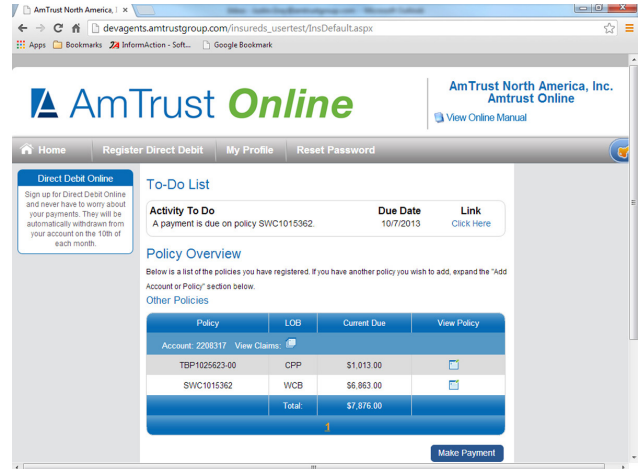 AmTrust North America, I
devagents.amtrustgroup.com/insureds_usertest/InsDefault.aspx
Apps Bookmarks InformAction - Soft... Google Bookmark
AmTrust Online
AmTrust North America, Inc.
Amtrust Online
View Online Manual
Home Register Direct Debit My Profile Reset Password
Direct Debit Online
Sign up for Direct Debit Online
and never have to worry about
your payments. They will be
automatically withdrawn from
your account on the 10th of
each month.
To-Do List
Activity To Do Due Date Link
A payment is due on policy SWC1015362. 10/7/2013 Click Here
Policy Overview
Below is a list of the policies you have registered. If you have another policy you wish to add, expand the "Add
Account or Policy" section below.
Other Policies
Policy LOB Current Due View Policy
Account: 2208317 View Claims:
TBP1025623-00 CPP $1,013.00
SWC1015362 WCB $6,863.00
Total: $7,876.00
1
Make Payment